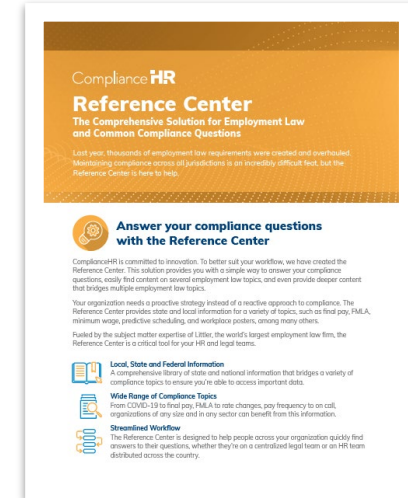 ComplianceHR
Reference Center
The Comprehensive Solution for Employment Law
and Common Compliance Questions
Last year, thousands of employment law requirements were created and overhauled.
Maintaining compliance across all jurisdictions is an incredibly difficult feat, but the
Reference Center is here to help.
Answer your compliance questions
with the Reference Center
ComplianceHR is committed to innovation. To better suit your workflow, we have created the
Reference Center. This solution provides you with a simple way to answer your compliance
questions, easily find content on several employment law topics, and even provide deeper content
that bridges multiple employment law topics.
Your organization needs a proactive strategy instead of a reactive approach to compliance. The
Reference Center provides state and local information for a variety of topics, such as final pay, FMLA,
minimum wage, predictive scheduling, and workplace posters, among many others.
Fueled by the subject matter expertise of Littler, the world's largest employment law firm, the
Reference Center is a critical tool for your HR and legal teams.
Local, State and Federal Information
A comprehensive library of state and national information that bridges a variety of
compliance topics to ensure you're able to access important data.
Wide Range of Compliance Topics
From COVID-19 to final pay, FMLA to rate changes, pay frequency to on call,
organizations of any size and in any sector can benefit from this information.
Streamlined Workflow
The Reference Center is designed to help people across your organization quickly find
answers to their questions, whether they're on a centralized legal team or an HR team
distributed across the country.